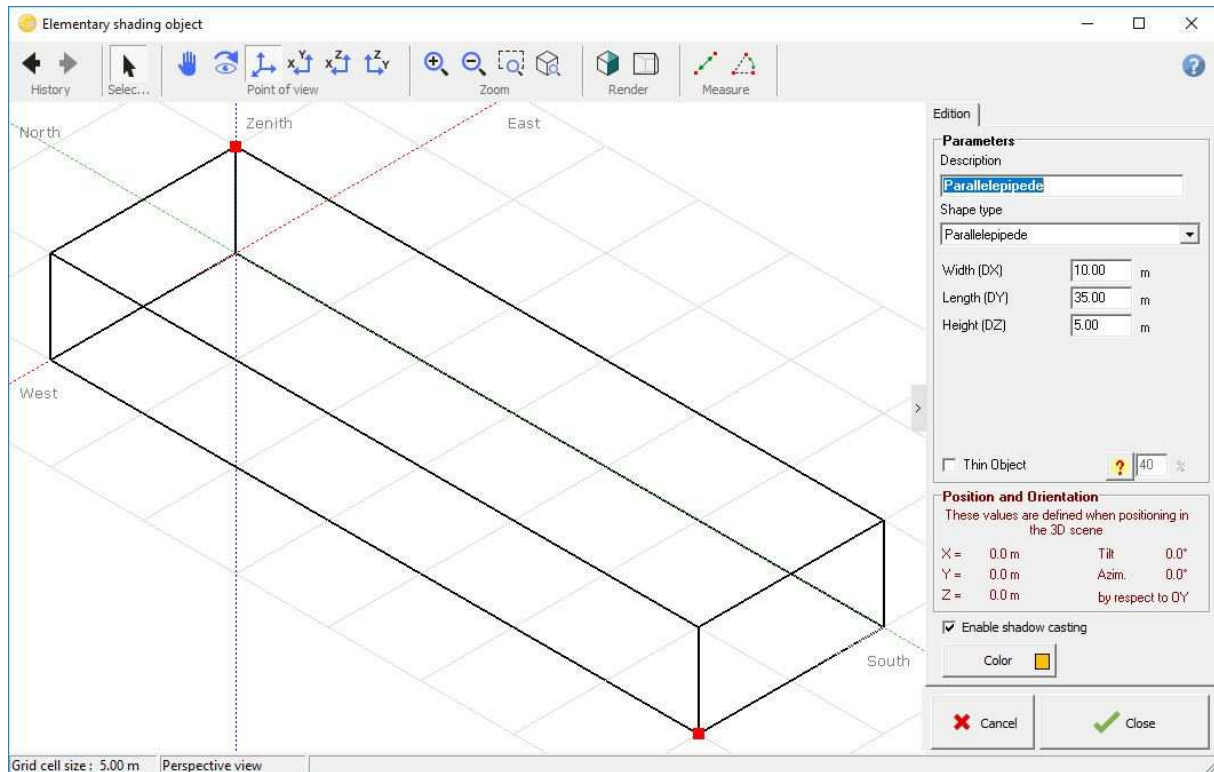 Elementary shading object
History
Selec...
Point of view
Zoom
Render
Measure
North
Zenith
East
West
South
Edition
Parameters
Description
Parallelepipede
Shape type
Parallelepipede
Width (DX) 10.00 m
Length (DY) 35.00 m
Height (DZ) 5.00 m
Thin Object ? 40 %
Position and Orientation
These values are defined when positioning in
the 3D scene
X = 0.0 m Tilt 0.0°
Y = 0.0 m Azim. 0.0°
Z = 0.0 m by respect to OY
Enable shadow casting
Color
Cancel
Close
Grid cell size : 5.00 m Perspective view